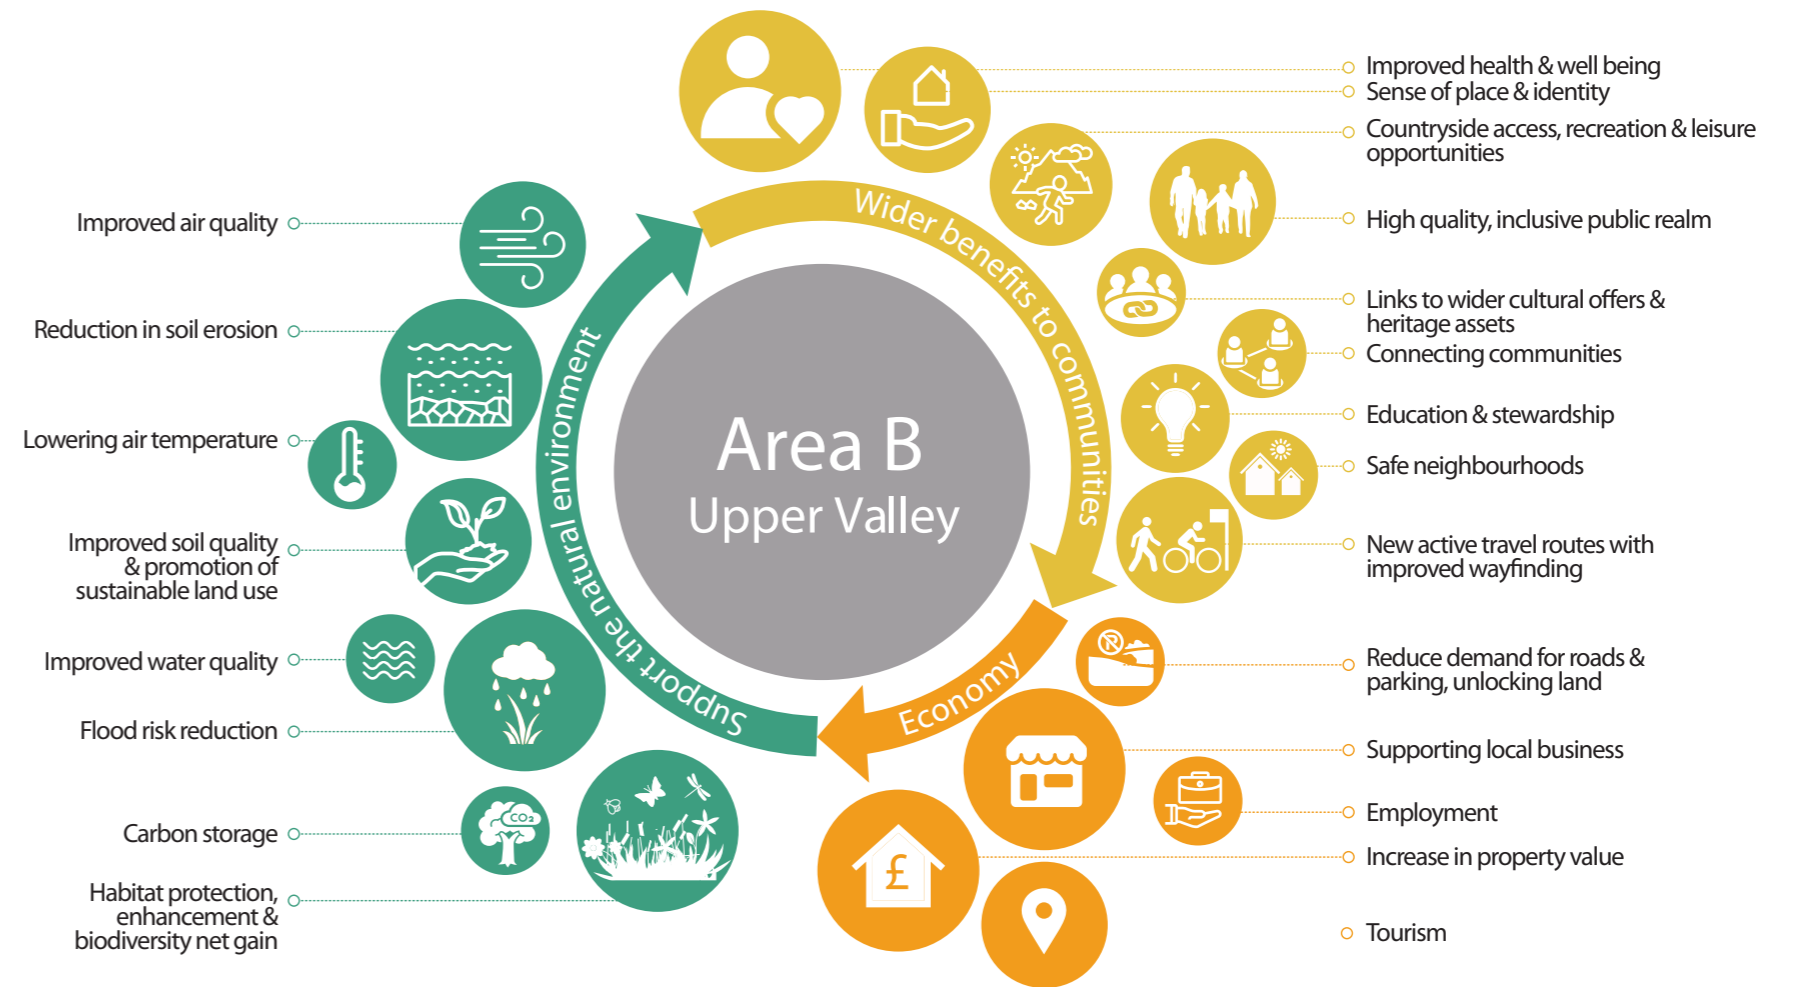 Improved health & well being
Sense of place & identity
Countryside access, recreation & leisure
opportunities
High quality, inclusive public realm
Links to wider cultural offers &
heritage assets
Connecting communities
Education & stewardship
Safe neighbourhoods
New active travel routes with
improved wayfinding
Reduce demand for roads &
parking, unlocking land
Supporting local business
Employment
Increase in property value
Tourism
Improved air quality
Reduction in soil erosion
Lowering air temperature
Improved soil quality
& promotion of
sustainable land use
Improved water quality
Flood risk reduction
Carbon storage
Habitat protection,
enhancement &
biodiversity net gain
Wider benefits to communities
Economy
Support the natural environment
Area B
Upper Valley
CO2
£
R